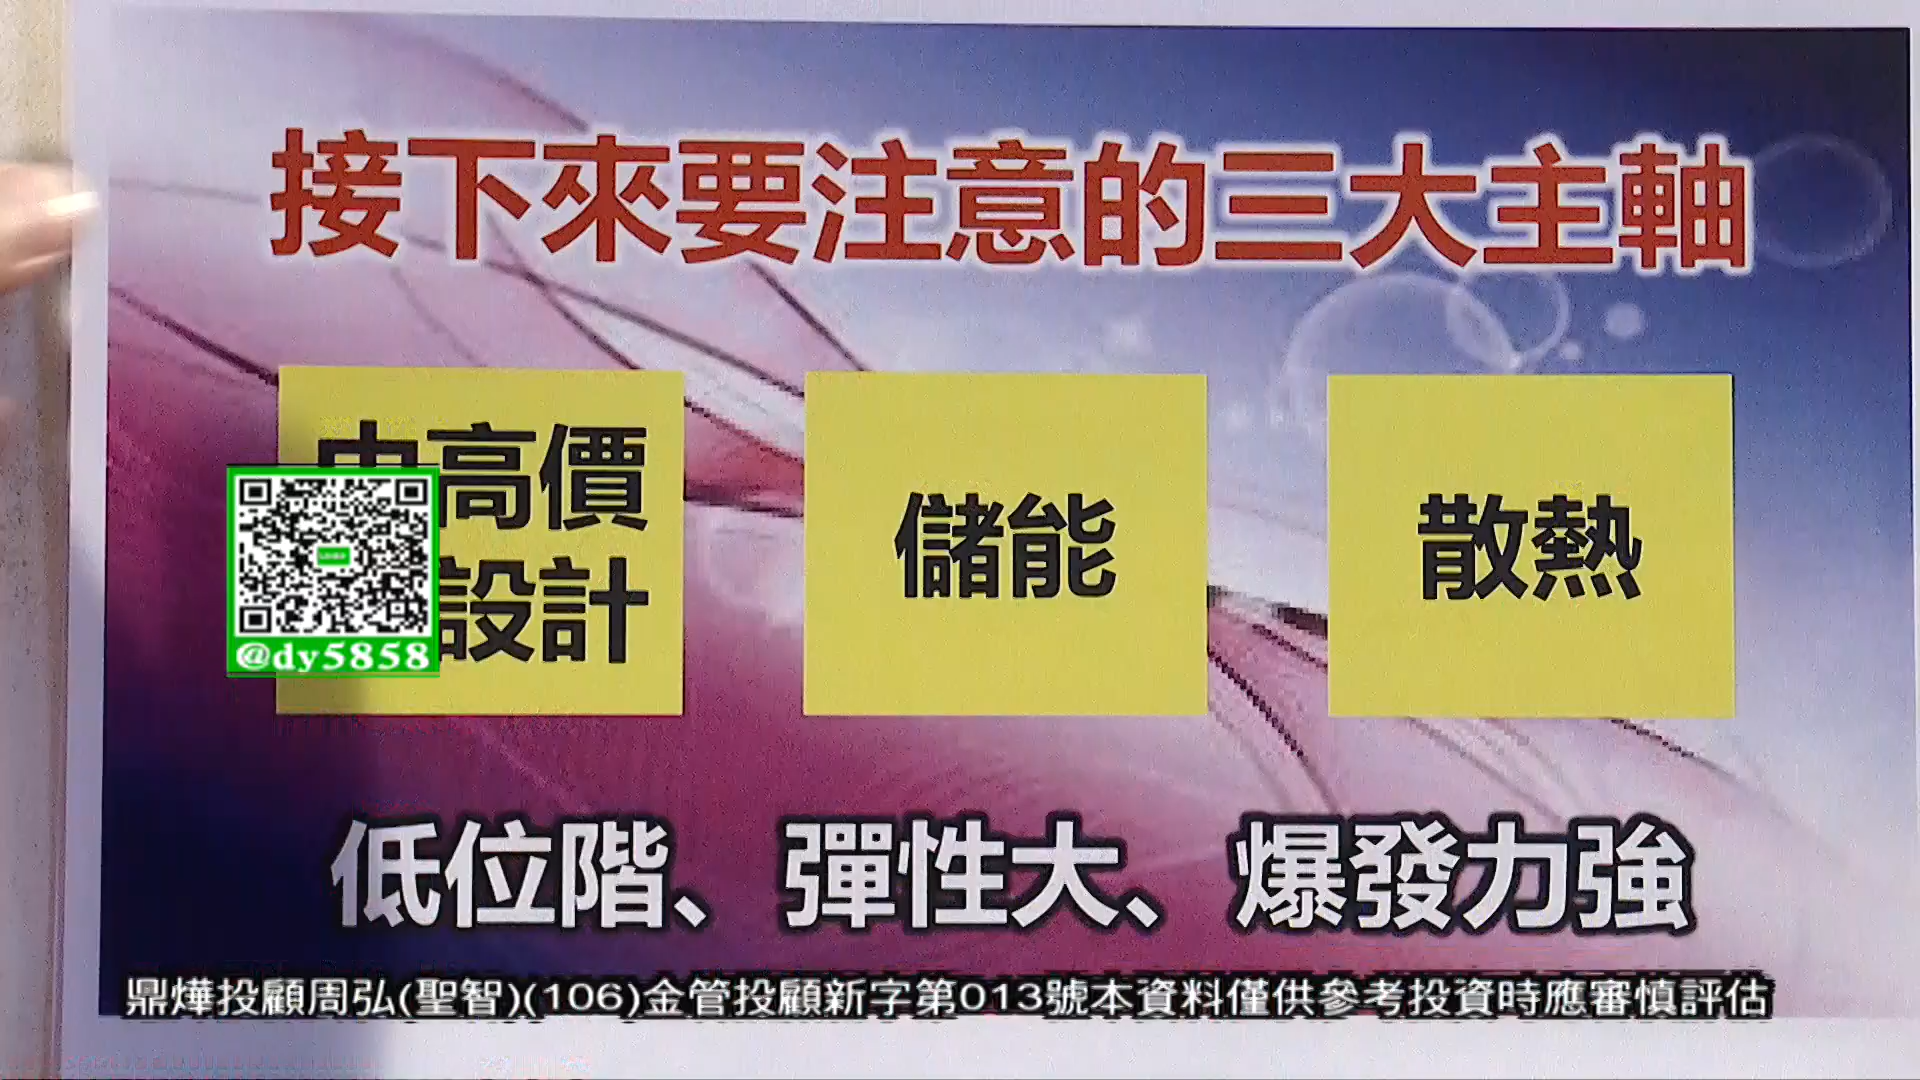 接下來要注意的三大主軸
中高價
設計
儲能
散熱
@dy5858
低位階、彈性大、爆發力強
鼎燁投顧周弘(聖智)(106)金管投顧新字第013號本資料僅供參考投資時應審慎評估